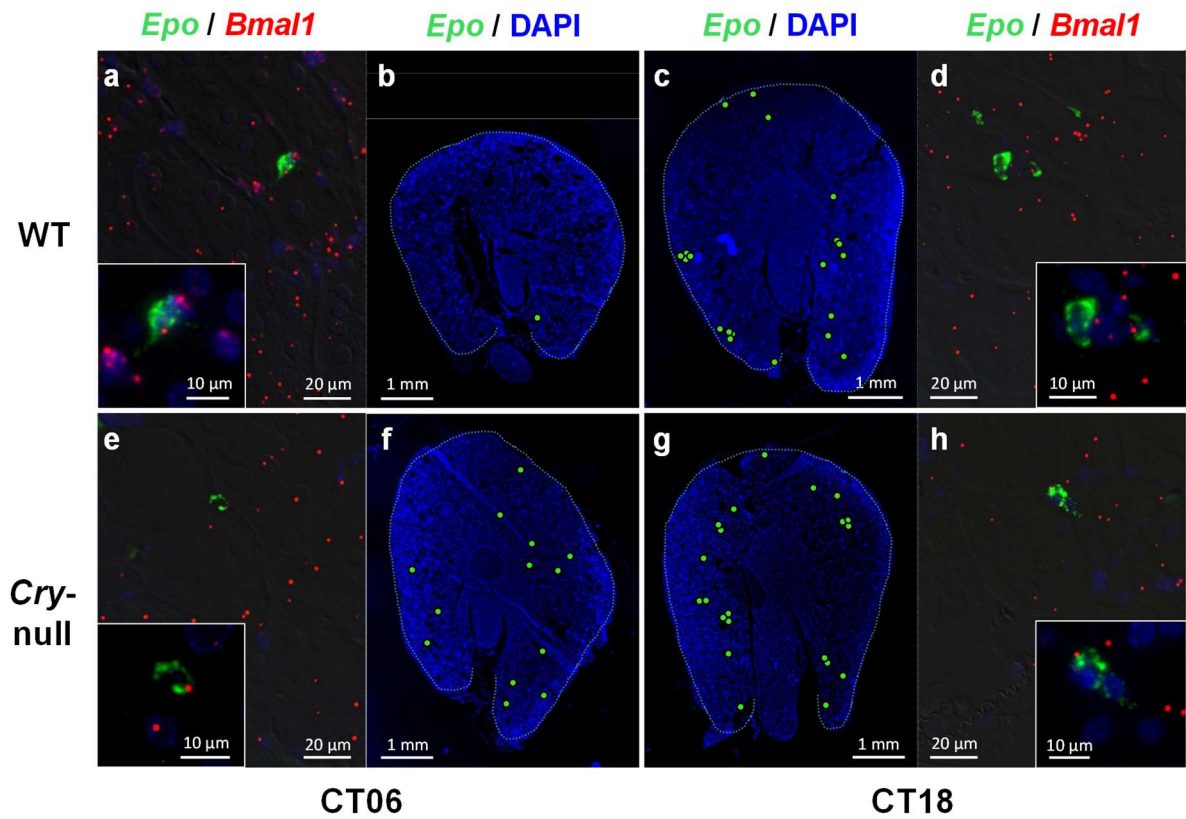 Epo / Bmal1 Epo / DAPI Epo / DAPI Epo / Bmal1
a b c d
WT
10 µm 20 µm 1 mm 1 mm 20 µm 10 µm
e f g h
Cry-
null
10 µm 20 µm 1 mm 1 mm 20 µm 10 µm
CT06 CT18